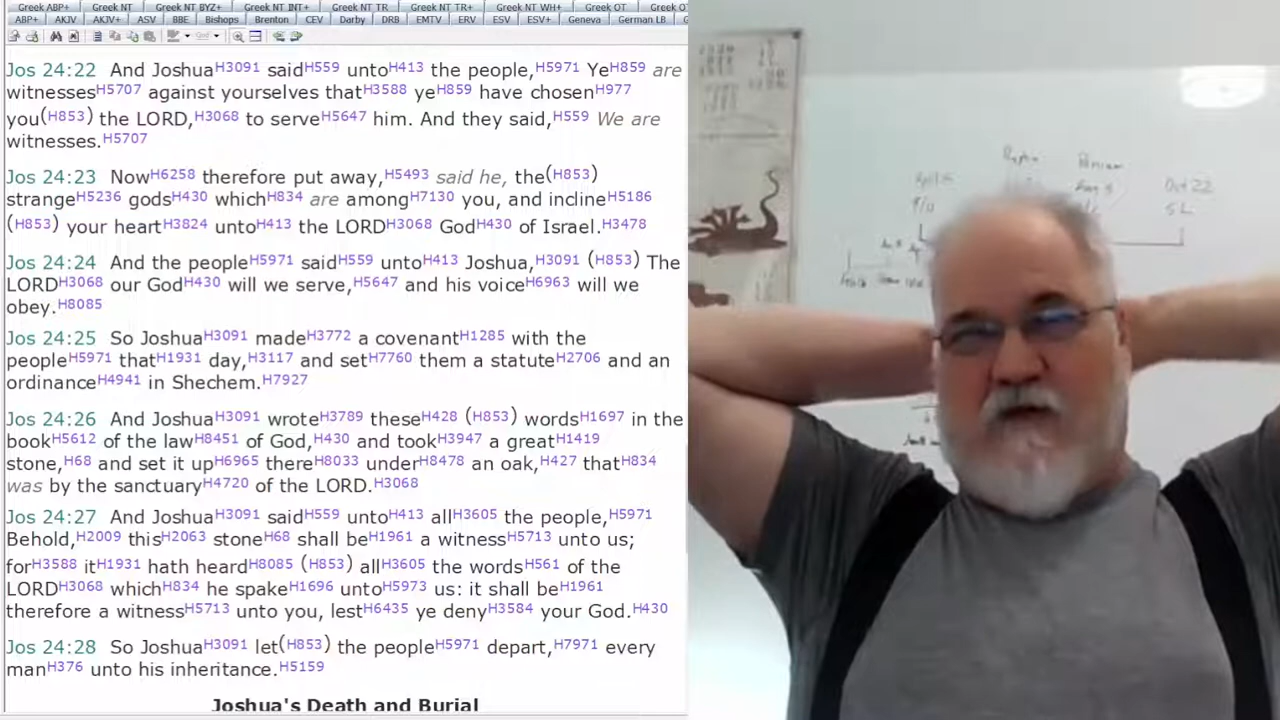 Greek ABP+ Greek NT Greek NT BYZ+ Greek NT INT+ Greek NT TR Greek NT TR+ Greek NT WH+ Greek OT Greek O
ABP+ AKJV AKJV+ ASV BBE Bishops Brenton CEV Darby DRB EMTV ERV ESV ESV+ Geneva German LB G
Jos 24:22 And JoshuaH3091 saidH559 untoH413 the people,H5971 YeH859 are
witnessesH5707 against yourselves thatH3588 yeH859 have chosenH977
you(H853) the LORD,H3068 to serveH5647 him. And they said,H559 We are
witnesses.H5707
Jos 24:23 NowH6258 therefore put away,H5493 said he, the(H853)
strangeH5236 godsH430 whichH834 are amongH7130 you, and inclineH5186
(H853) your heartH3824 untoH413 the LORDH3068 GodH430 of Israel.H3478
Jos 24:24 And the peopleH5971 saidH559 untoH413 Joshua,H3091 (H853) The
LORDH3068 our GodH430 will we serve,H5647 and his voiceH6963 will we
obey.H8085
Jos 24:25 So JoshuaH3091 madeH3772 a covenantH1285 with the
peopleH5971 thatH1931 day,H3117 and setH7760 them a statuteH2706 and an
ordinanceH4941 in Shechem.H7927
Jos 24:26 And JoshuaH3091 wroteH3789 theseH428 (H853) wordsH1697 in the
bookH5612 of the lawH8451 of God,H430 and tookH3947 a greatH1419
stone,H68 and set it upH6965 thereH8033 underH8478 an oak,H427 thatH834
was by the sanctuaryH4720 of the LORD.H3068
Jos 24:27 And JoshuaH3091 saidH559 untoH413 allH3605 the people,H5971
Behold,H2009 thisH2063 stoneH68 shall beH1961 a witnessH5713 unto us;
forH3588 itH1931 hath heardH8085 (H853) allH3605 the wordsH561 of the
LORDH3068 whichH834 he spakeH1696 untoH5973 us: it shall beH1961
therefore a witnessH5713 unto you, lestH6435 ye denyH3584 your God.H430
Jos 24:28 So JoshuaH3091 let(H853) the peopleH5971 depart,H7971 every
manH376 unto his inheritance.H5159
Joshua's Death and Burial
Oct 22